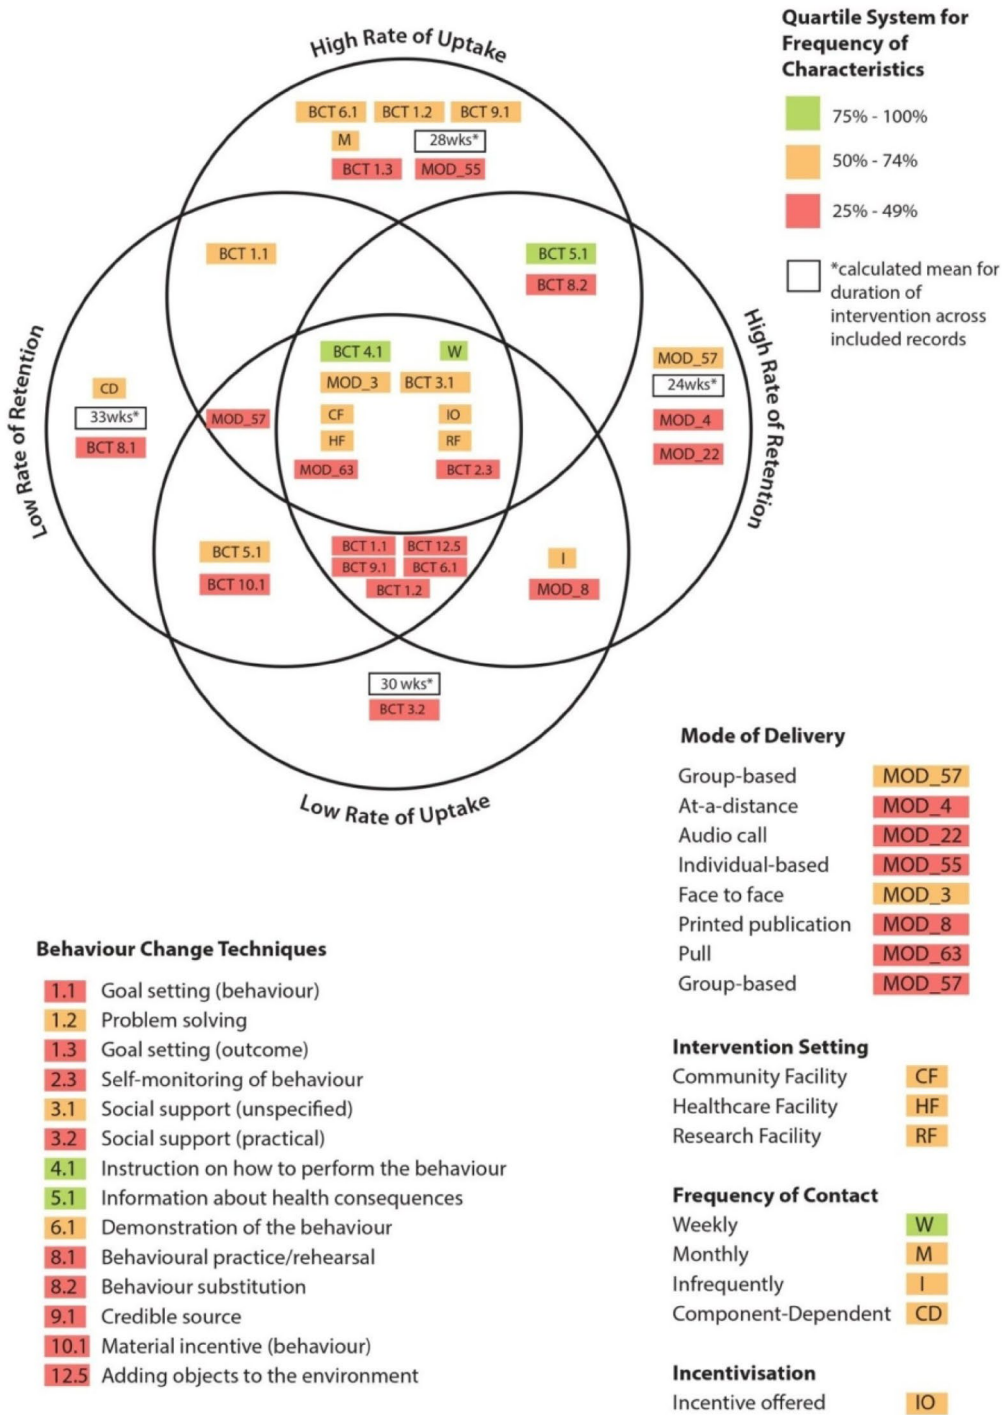 High Rate of Uptake
BCT 6.1 BCT 1.2 BCT 9.1
M 28wks*
BCT 1.3 MOD_55
BCT 1.1 BCT 5.1
BCT 8.2
Low Rate of Retention
High Rate of Retention
BCT 4.1 W
MOD_3 BCT 3.1
CF IO
HF RF
MOD_63 BCT 2.3
CD
33wks*
BCT 8.1
MOD_57
MOD_57
24wks*
MOD_4
MOD_22
BCT 5.1
BCT 10.1
BCT 1.1 BCT 12.5
BCT 9.1 BCT 6.1
BCT 1.2
I
MOD_8
30 wks*
BCT 3.2
Low Rate of Uptake
Quartile System for
Frequency of
Characteristics
75% - 100%
50% - 74%
25% - 49%
*calculated mean for
duration of
intervention across
included records
Mode of Delivery
Group-based MOD_57
At-a-distance MOD_4
Audio call MOD_22
Individual-based MOD_55
Face to face MOD_3
Printed publication MOD_8
Pull MOD_63
Group-based MOD_57
Behaviour Change Techniques
1.1 Goal setting (behaviour)
1.2 Problem solving
1.3 Goal setting (outcome)
2.3 Self-monitoring of behaviour
3.1 Social support (unspecified)
3.2 Social support (practical)
4.1 Instruction on how to perform the behaviour
5.1 Information about health consequences
6.1 Demonstration of the behaviour
8.1 Behavioural practice/rehearsal
8.2 Behaviour substitution
9.1 Credible source
10.1 Material incentive (behaviour)
12.5 Adding objects to the environment
Intervention Setting
Community Facility CF
Healthcare Facility HF
Research Facility RF
Frequency of Contact
Weekly W
Monthly M
Infrequently I
Component-Dependent CD
Incentivisation
Incentive offered IO